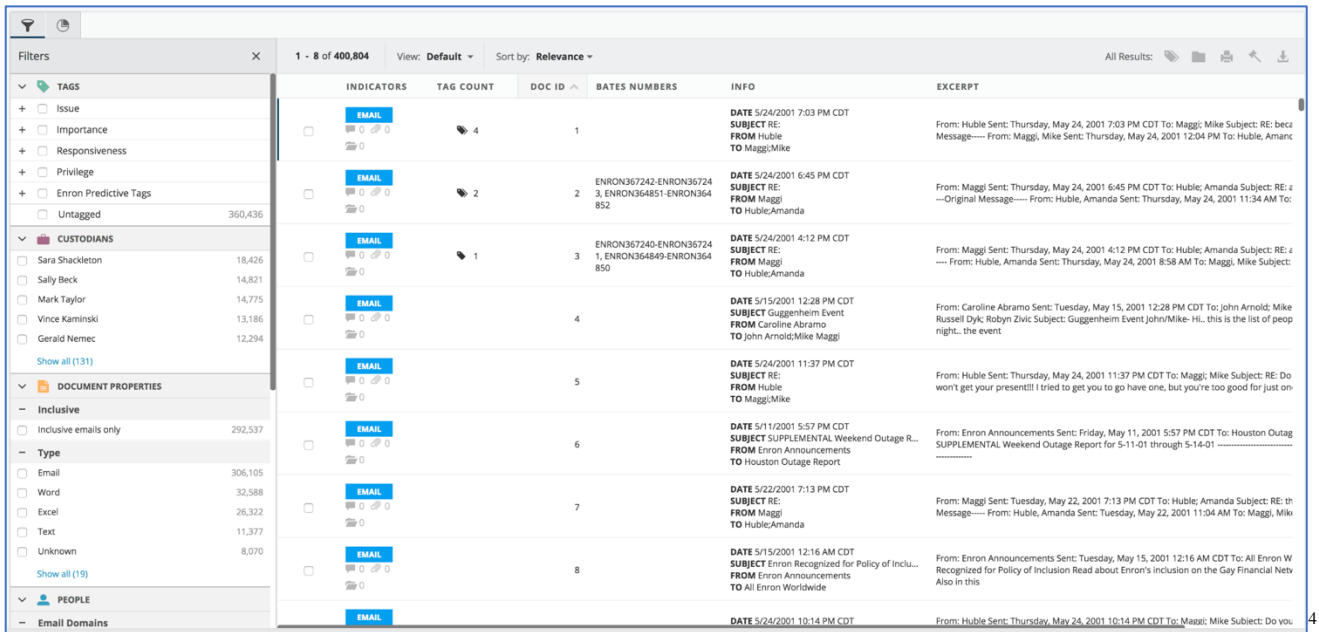 Filters
1 - 8 of 400,804 View: Default Sort by: Relevance All Results:
TAGS
+ Issue
+ Importance
+ Responsiveness
+ Privilege
+ Enron Predictive Tags
Untagged 360,436
CUSTODIANS
Sara Shackleton 18,426
Sally Beck 14,821
Mark Taylor 14,775
Vince Kaminski 13,186
Gerald Nemec 12,294
Show all (131)
DOCUMENT PROPERTIES
− Inclusive
Inclusive emails only 292,537
− Type
Email 306,105
Word 32,588
Excel 26,322
Text 11,377
Unknown 8,070
Show all (19)
PEOPLE
− Email Domains
INDICATORS TAG COUNT DOC ID BATES NUMBERS INFO EXCERPT
EMAIL
0 0
0
4
1
DATE 5/24/2001 7:03 PM CDT
SUBJECT RE:
FROM Huble
TO Maggi;Mike
From: Huble Sent: Thursday, May 24, 2001 7:03 PM CDT To: Maggi; Mike Subject: RE: beca
Message----- From: Maggi, Mike Sent: Thursday, May 24, 2001 12:04 PM To: Huble, Amanc
EMAIL
0 0
0
2
2
ENRON367242-ENRON36724
3, ENRON364851-ENRON364
852
DATE 5/24/2001 6:45 PM CDT
SUBJECT RE:
FROM Maggi
TO Huble;Amanda
From: Maggi Sent: Thursday, May 24, 2001 6:45 PM CDT To: Huble; Amanda Subject: RE: a
---Original Message----- From: Huble, Amanda Sent: Thursday, May 24, 2001 11:34 AM To:
EMAIL
0 0
0
1
3
ENRON367240-ENRON36724
1, ENRON364849-ENRON364
850
DATE 5/24/2001 4:12 PM CDT
SUBJECT RE:
FROM Maggi
TO Huble;Amanda
From: Maggi Sent: Thursday, May 24, 2001 4:12 PM CDT To: Huble; Amanda Subject: RE: a
---- From: Huble, Amanda Sent: Thursday, May 24, 2001 8:58 AM To: Maggi, Mike Subject:
EMAIL
0 0
0
4
DATE 5/15/2001 12:28 PM CDT
SUBJECT Guggenheim Event
FROM Caroline Abramo
TO John Arnold;Mike Maggi
From: Caroline Abramo Sent: Tuesday, May 15, 2001 12:28 PM CDT To: John Arnold; Mike
Russell Dyk; Robyn Zivic Subject: Guggenheim Event John/Mike- Hi.. this is the list of peop
night.. the event
EMAIL
0 0
0
5
DATE 5/24/2001 11:37 PM CDT
SUBJECT RE:
FROM Huble
TO Maggi;Mike
From: Huble Sent: Thursday, May 24, 2001 11:37 PM CDT To: Maggi; Mike Subject: RE: Do
won't get your present!!! I tried to get you to go have one, but you're too good for just on
EMAIL
0 0
0
6
DATE 5/11/2001 5:57 PM CDT
SUBJECT SUPPLEMENTAL Weekend Outage R...
FROM Enron Announcements
TO Houston Outage Report
From: Enron Announcements Sent: Friday, May 11, 2001 5:57 PM CDT To: Houston Outag
SUPPLEMENTAL Weekend Outage Report for 5-11-01 through 5-14-01 --------------------------
-------------
EMAIL
0 0
0
7
DATE 5/22/2001 7:13 PM CDT
SUBJECT RE:
FROM Maggi
TO Huble;Amanda
From: Maggi Sent: Tuesday, May 22, 2001 7:13 PM CDT To: Huble; Amanda Subject: RE: th
Message----- From: Huble, Amanda Sent: Tuesday, May 22, 2001 11:04 AM To: Maggi, Mik
EMAIL
0 0
0
8
DATE 5/15/2001 12:16 AM CDT
SUBJECT Enron Recognized for Policy of Inclu...
FROM Enron Announcements
TO All Enron Worldwide
From: Enron Announcements Sent: Tuesday, May 15, 2001 12:16 AM CDT To: All Enron W
Recognized for Policy of Inclusion Read about Enron's inclusion on the Gay Financial Netw
Also in this
EMAIL
DATE 5/24/2001 10:14 PM CDT
From: Huble Sent: Thursday, May 24, 2001 10:14 PM CDT To: Maggi; Mike Subject: Do you
4